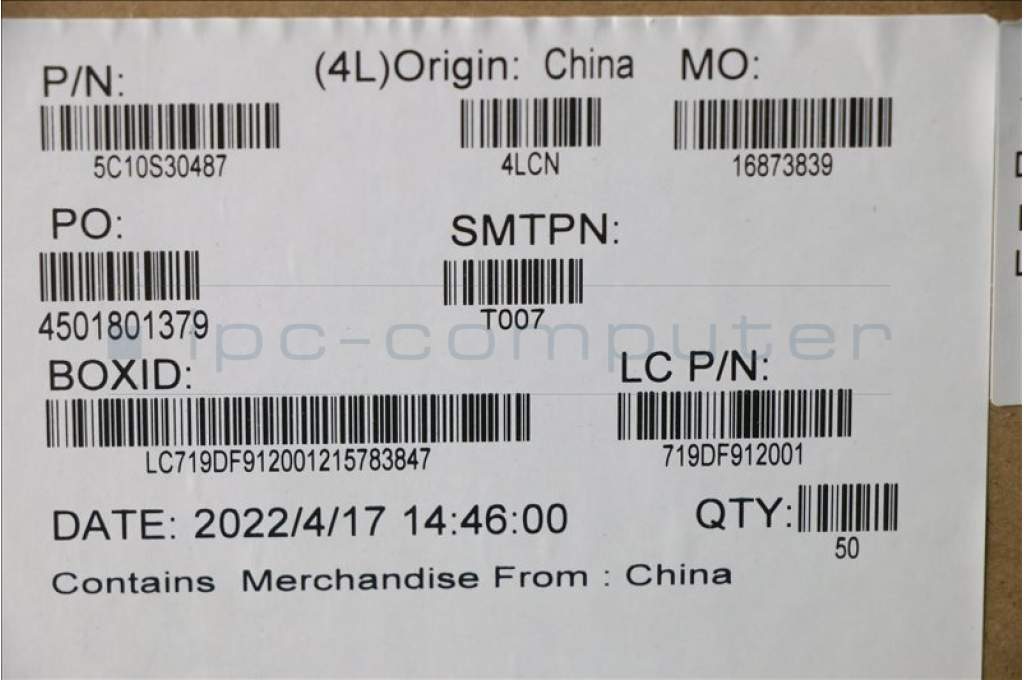 P/N: (4L)Origin: China MO:
5C10S30487 4LCN 16873839
PO: SMTPN:
4501801379 T007
ipc-computer
BOXID: LC P/N:
LC719DF912001215783847 719DF912001
DATE: 2022/4/17 14:46:00 QTY:
50
Contains Merchandise From : China